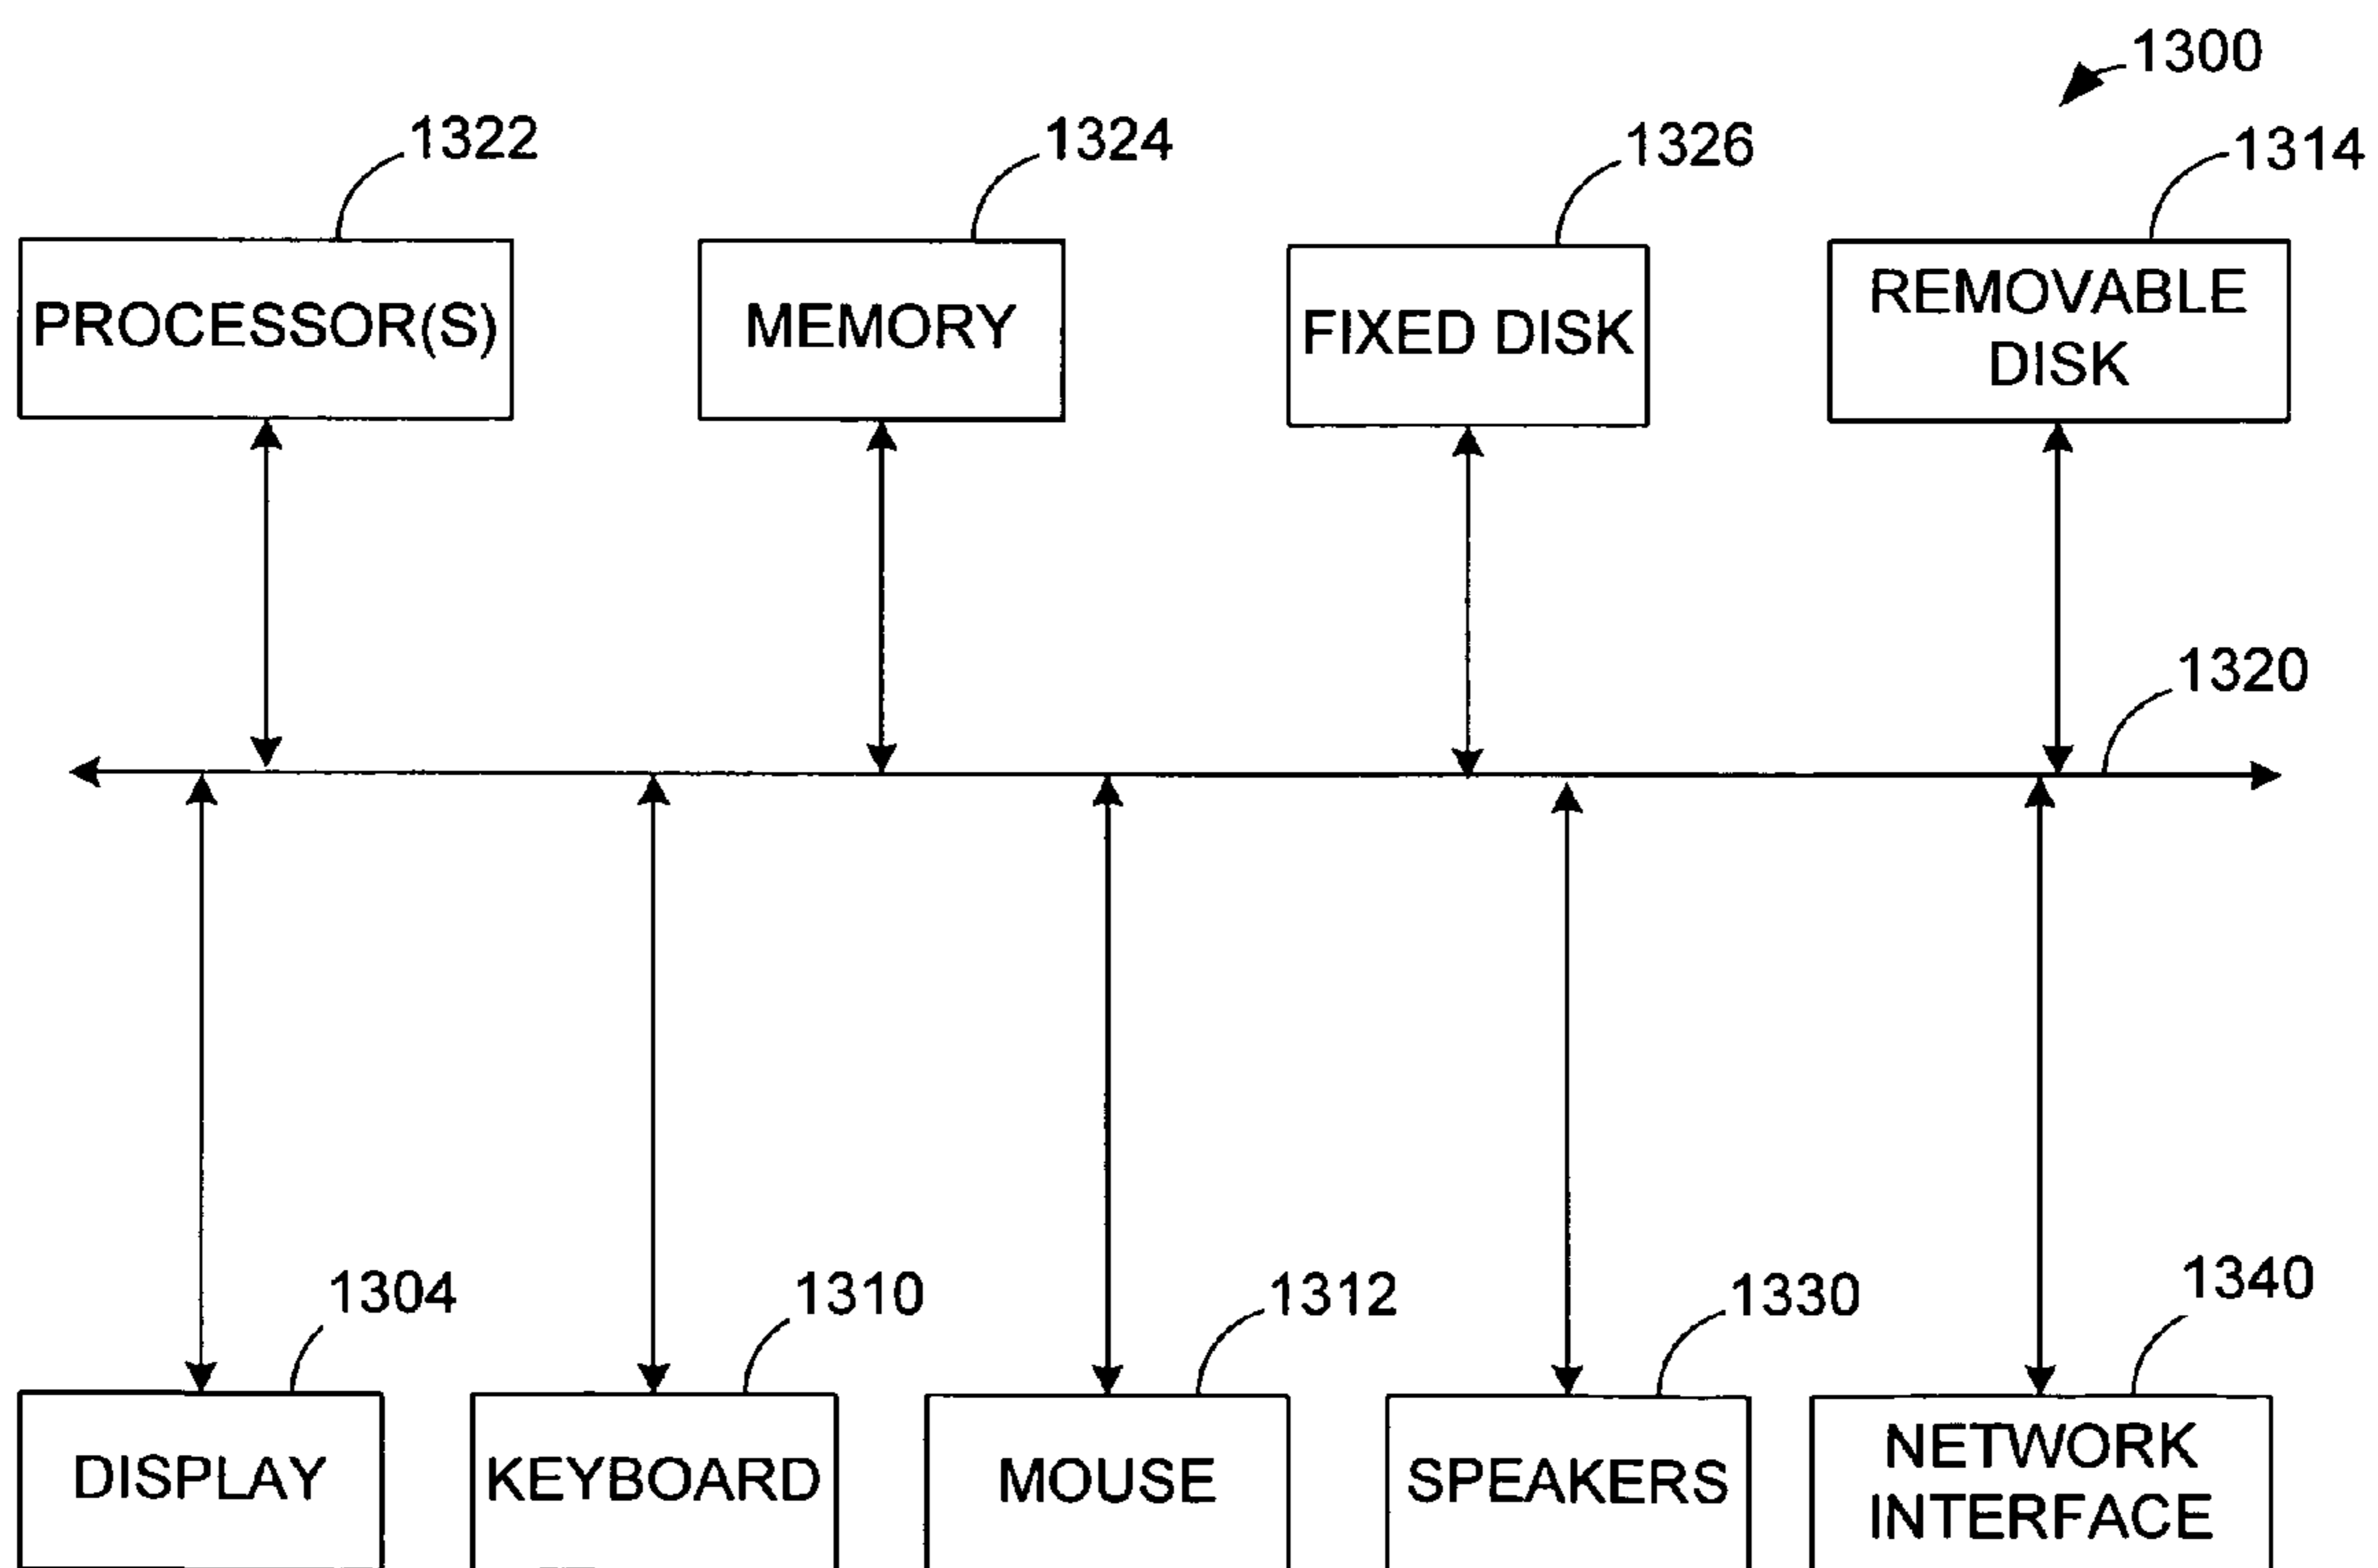 1300
1322
1324
1326
1314
PROCESSOR(S)
MEMORY
FIXED DISK
REMOVABLE
DISK
1320
1304
1310
1312
1330
1340
DISPLAY
KEYBOARD
MOUSE
SPEAKERS
NETWORK
INTERFACE